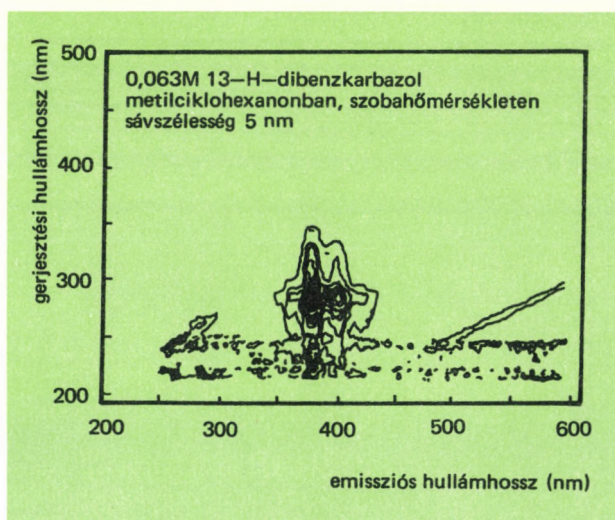 500
0,063M 13–H–dibenzkarbazol
metilciklohexanonban, szobahőmérsékleten
sávszélesség 5 nm
400
300
200
gerjesztési hullámhossz (nm)
200 300 400 500 600
emissziós hullámhossz (nm)